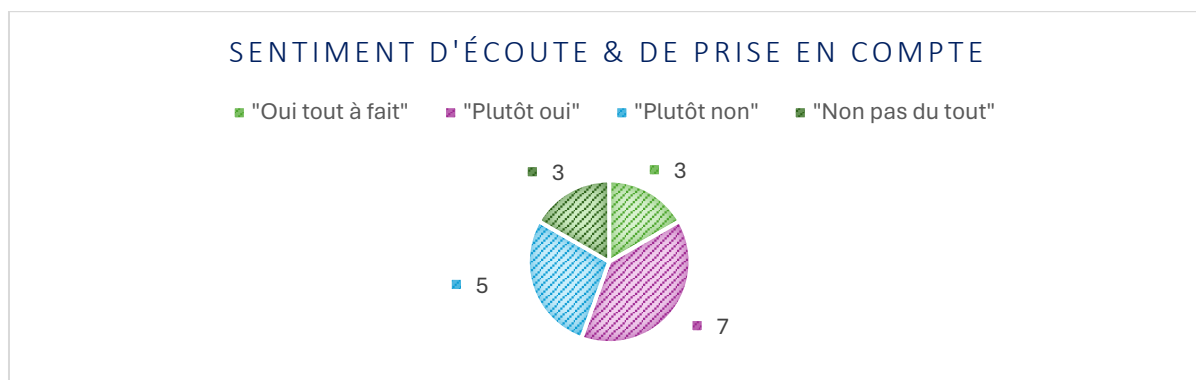 SENTIMENT D'ÉCOUTE & DE PRISE EN COMPTE
"Oui tout à fait" "Plutôt oui" "Plutôt non" "Non pas du tout"
3 3
5
7